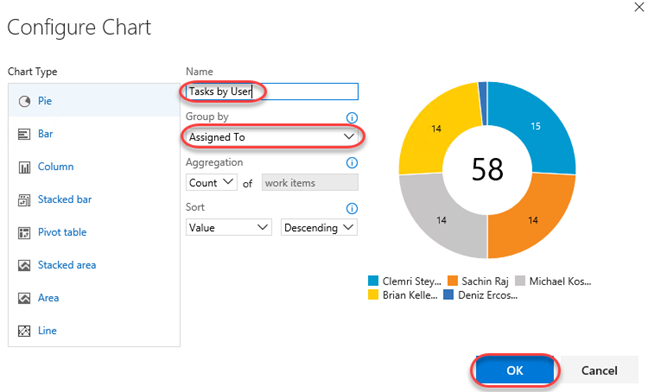 Configure Chart
Chart Type
Pie
Bar
Column
Stacked bar
Pivot table
Stacked area
Area
Line
Name
Tasks by User
Group by
Assigned To
Aggregation
Count of work items
Sort
Value Descending
15
14
14
14
58
Clemri Stey... Sachin Raj Michael Kos...
Brian Kelle... Deniz Ercos...
OK Cancel